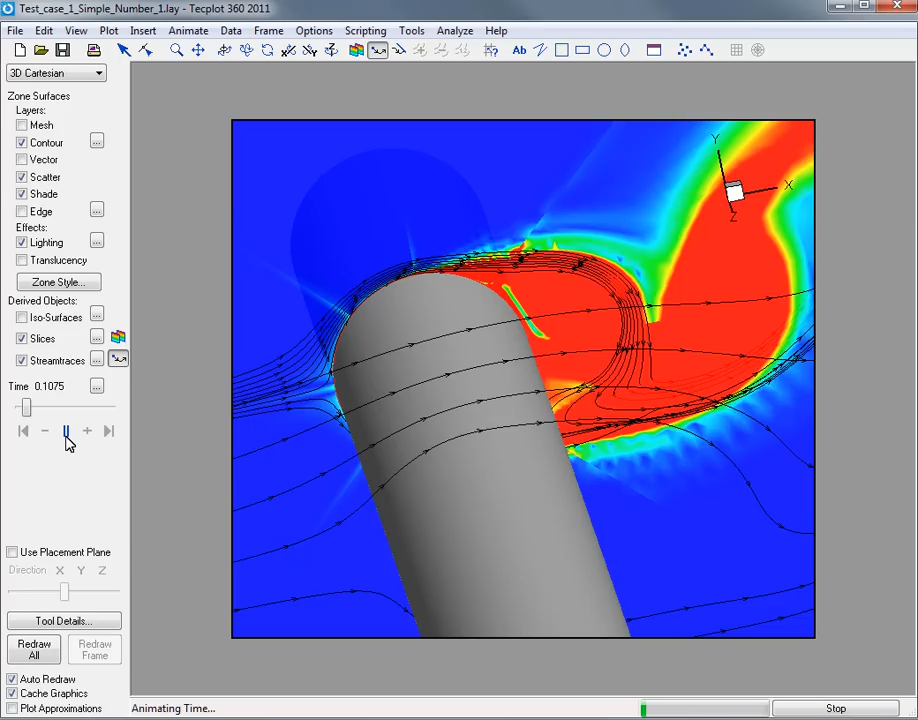 Test_case_1_Simple_Number_1.lay - Tecplot 360 2011
File Edit View Plot Insert Animate Data Frame Options Scripting Tools Analyze Help
Ab
3D Cartesian
Zone Surfaces
Layers:
Mesh
Contour ...
Vector
Scatter
Shade
Edge ...
Effects:
Lighting ...
Translucency
Zone Style...
Derived Objects:
Iso-Surfaces ...
Slices ...
Streamtraces ...
Time 0.1075 ...
Use Placement Plane
Direction X Y Z
Tool Details...
Redraw All
Redraw Frame
Auto Redraw
Cache Graphics
Plot Approximations
Y
X
Z
Animating Time...
Stop